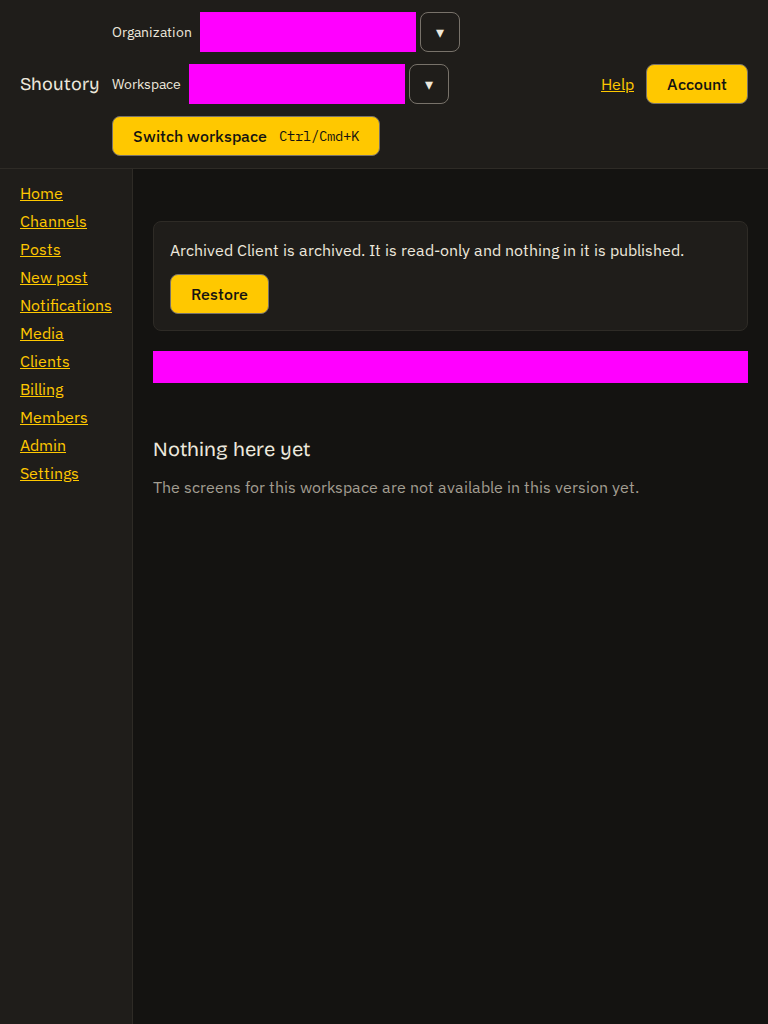 Organization
▼
Shoutory
Workspace
▼
Help
Account
Switch workspace Ctrl/Cmd+K
Home
Channels
Posts
New post
Notifications
Media
Clients
Billing
Members
Admin
Settings
Archived Client is archived. It is read-only and nothing in it is published.
Restore
Nothing here yet
The screens for this workspace are not available in this version yet.